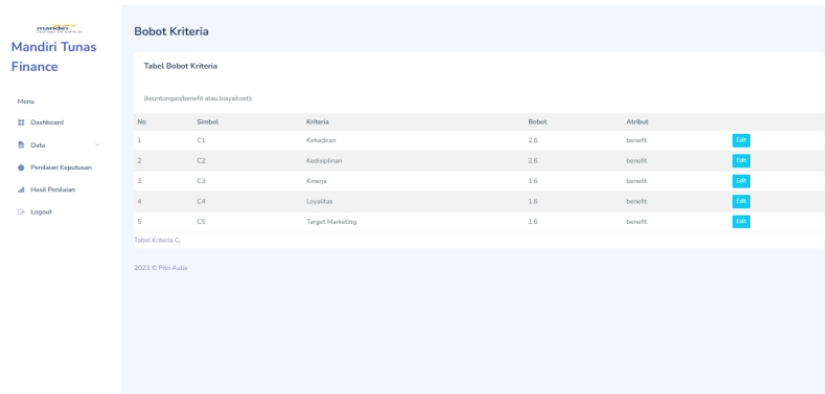 mandiri
Mandiri Tunas
Finance
Menu
Dashboard
Data
Penilaian Keputusan
Hasil Penilaian
Logout
Bobot Kriteria
Tabel Bobot Kriteria
(keuntungan/benefit atau biaya/cost):
No Simbol Kriteria Bobot Atribut
1 C1 Kehadiran 2.6 benefit Edit
2 C2 Kedisiplinan 2.6 benefit Edit
3 C3 Kinerja 1.6 benefit Edit
4 C4 Loyalitas 1.6 benefit Edit
5 C5 Target Marketing 1.6 benefit Edit
Tabel Kriteria C,
2023 © Pitri Aulia